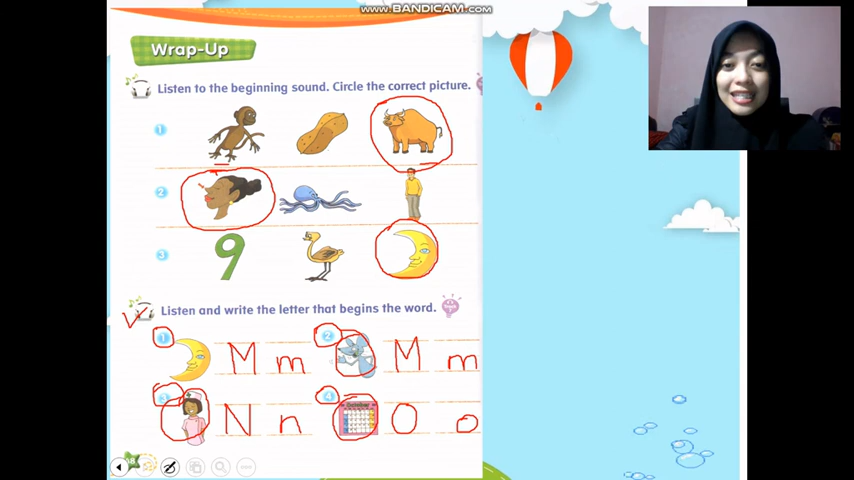 WWW.BANDICAM.COM
Wrap-Up
Listen to the beginning sound. Circle the correct picture.
1
2
3
9
Listen and write the letter that begins the word.
1 M m 2 M m
3 N n 4 October O o